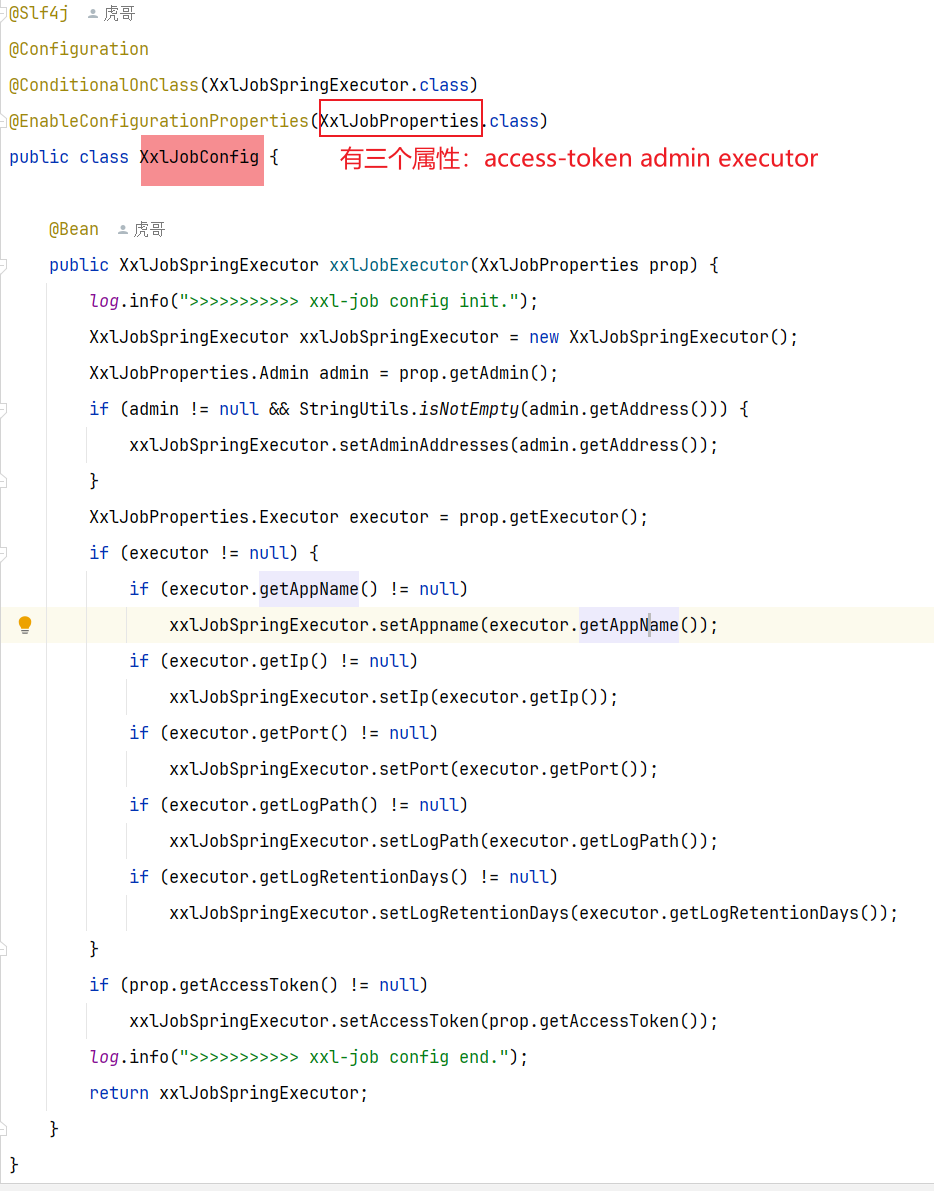 @Slf4j 虎哥
@Configuration
@ConditionalOnClass(XxlJobSpringExecutor.class)
@EnableConfigurationProperties(XxlJobProperties.class)
public class XxlJobConfig {
有三个属性：access-token admin executor
@Bean 虎哥
public XxlJobSpringExecutor xxlJobExecutor(XxlJobProperties prop) {
log.info(">>>>>>>>>>> xxl-job config init.");
XxlJobSpringExecutor xxlJobSpringExecutor = new XxlJobSpringExecutor();
XxlJobProperties.Admin admin = prop.getAdmin();
if (admin != null && StringUtils.isNotEmpty(admin.getAddress())) {
xxlJobSpringExecutor.setAdminAddresses(admin.getAddress());
}
XxlJobProperties.Executor executor = prop.getExecutor();
if (executor != null) {
if (executor.getAppName() != null)
xxlJobSpringExecutor.setAppname(executor.getAppName());
if (executor.getIp() != null)
xxlJobSpringExecutor.setIp(executor.getIp());
if (executor.getPort() != null)
xxlJobSpringExecutor.setPort(executor.getPort());
if (executor.getLogPath() != null)
xxlJobSpringExecutor.setLogPath(executor.getLogPath());
if (executor.getLogRetentionDays() != null)
xxlJobSpringExecutor.setLogRetentionDays(executor.getLogRetentionDays());
}
if (prop.getAccessToken() != null)
xxlJobSpringExecutor.setAccessToken(prop.getAccessToken());
log.info(">>>>>>>>>>> xxl-job config end.");
return xxlJobSpringExecutor;
}
}